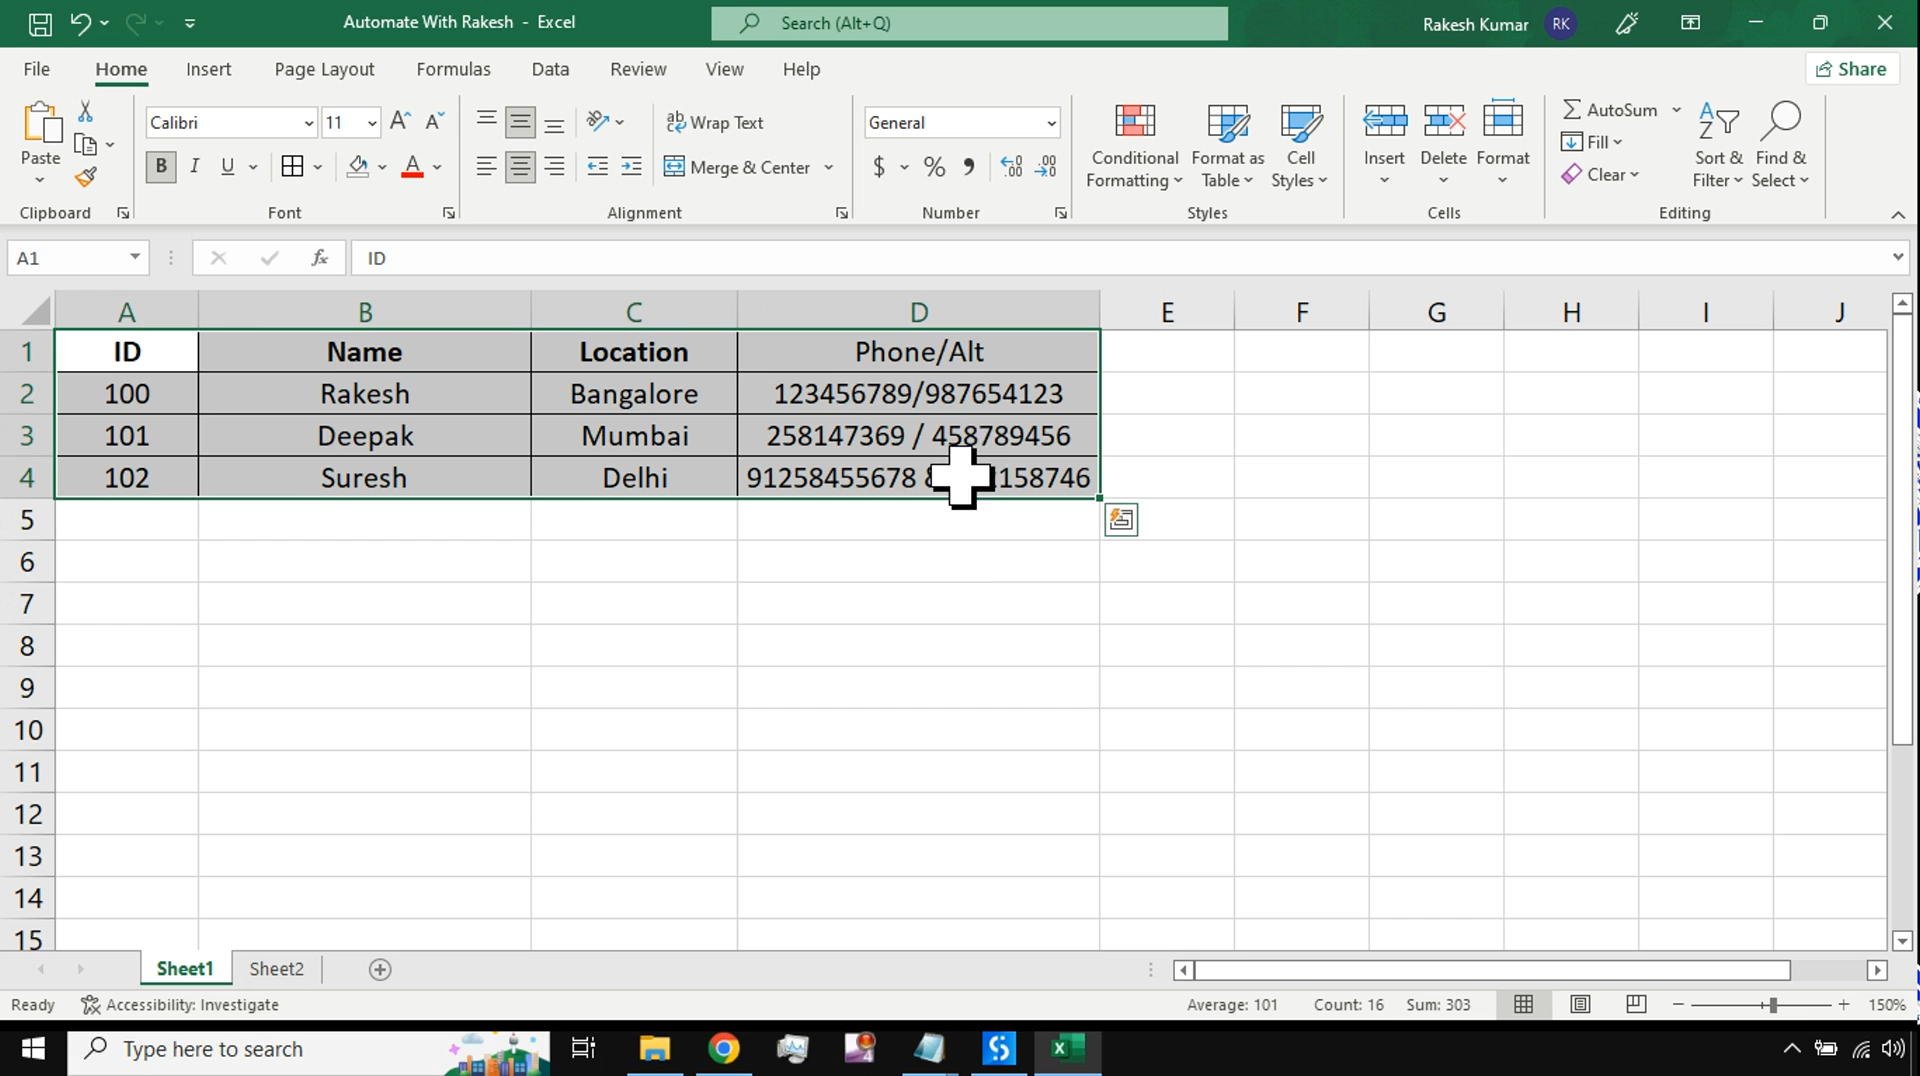 Automate With Rakesh - Excel
Search (Alt+Q)
Rakesh Kumar
RK
File Home Insert Page Layout Formulas Data Review View Help
Share
Paste
Clipboard
Calibri
11
B I U
A
Font
ab Wrap Text
Merge & Center
Alignment
General
$ %
Number
Conditional Formatting
Format as Table
Cell Styles
Styles
Insert
Delete
Format
Cells
AutoSum
Fill
Clear
Sort & Filter
Find & Select
Editing
A1
fx
ID
A B C D E F G H I J
1 ID Name Location Phone/Alt
2 100 Rakesh Bangalore 123456789/987654123
3 101 Deepak Mumbai 258147369 / 458789456
4 102 Suresh Delhi 91258455678 158746
5
6
7
8
9
10
11
12
13
14
15
Sheet1 Sheet2
Ready
Accessibility: Investigate
Average: 101 Count: 16 Sum: 303
150%
Type here to search